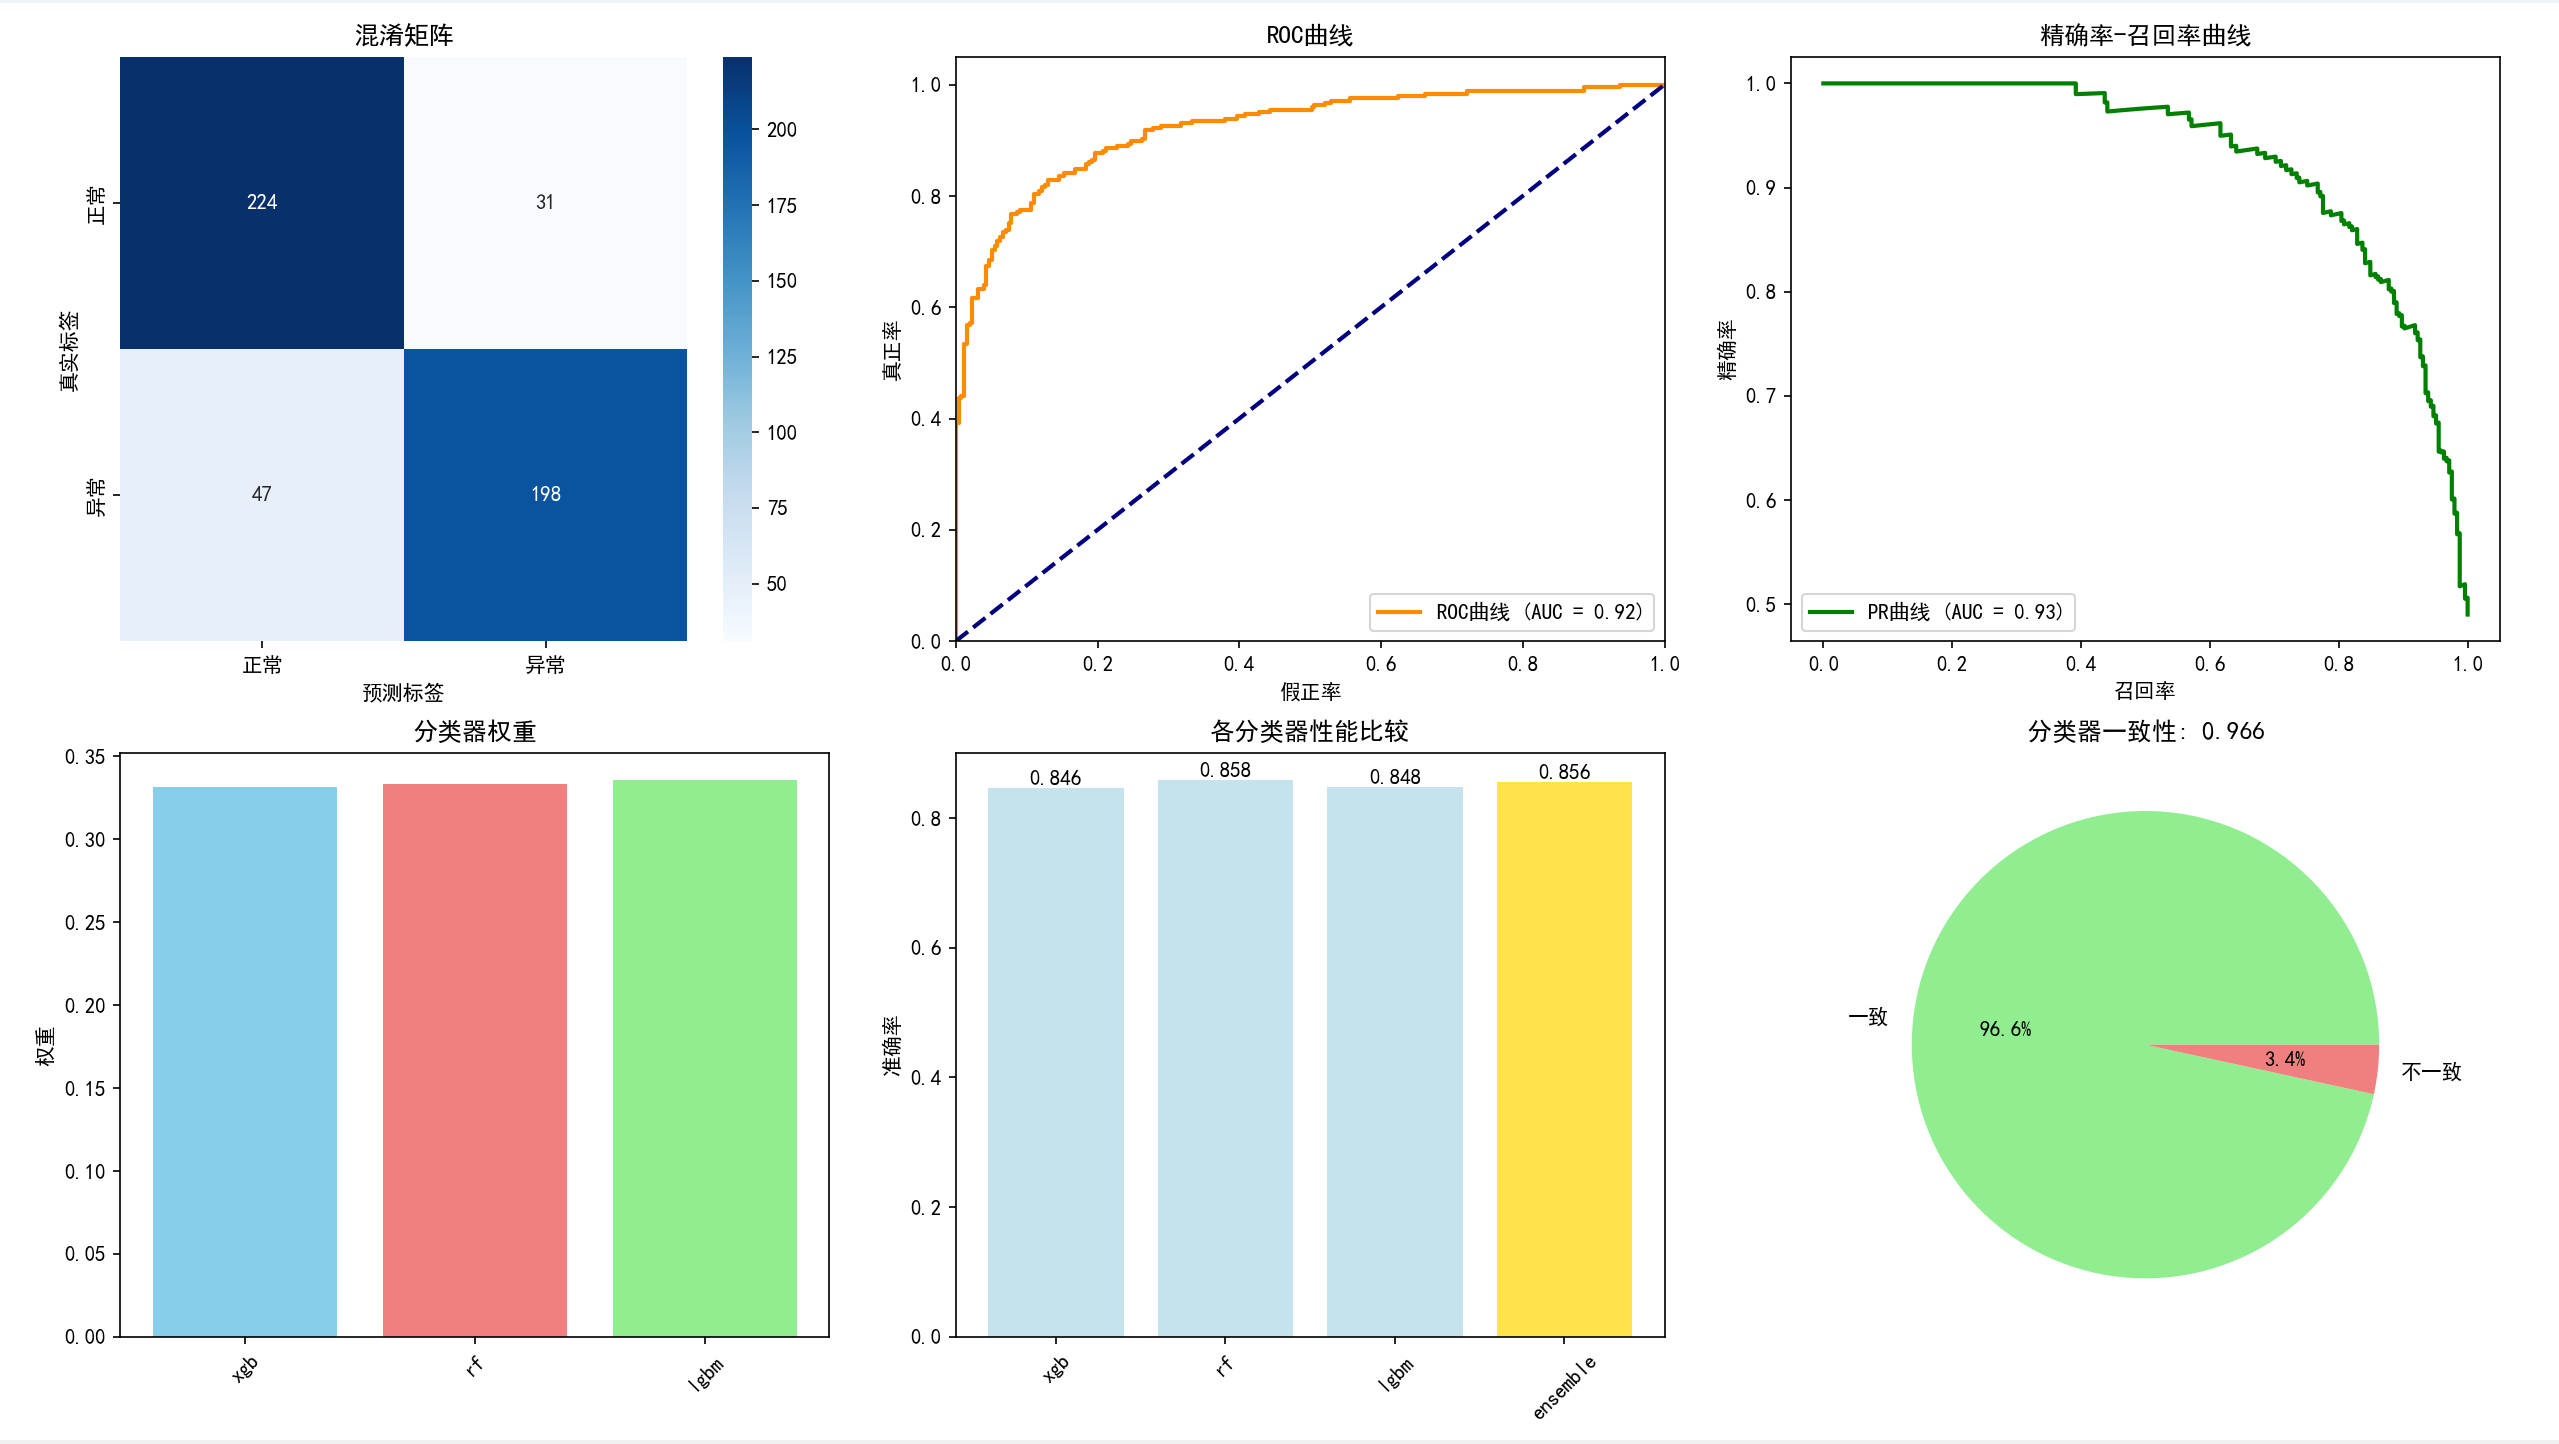 混淆矩阵
正常
异常
真实标签
224
31
47
198
正常
异常
预测标签
200
175
150
125
100
75
50
ROC曲线
1.0
0.8
0.6
0.4
0.2
0.0
真正率
0.0
0.2
0.4
0.6
0.8
1.0
假正率
ROC曲线 (AUC = 0.92)
精确率-召回率曲线
1.0
0.9
0.8
0.7
0.6
0.5
精确率
0.0
0.2
0.4
0.6
0.8
1.0
召回率
PR曲线 (AUC = 0.93)
分类器权重
0.35
0.30
0.25
0.20
0.15
0.10
0.05
0.00
权重
xgb
rf
lgbm
各分类器性能比较
0.846
0.858
0.848
0.856
0.8
0.6
0.4
0.2
0.0
准确率
xgb
rf
lgbm
ensemble
分类器一致性: 0.966
一致
96.6%
3.4%
不一致